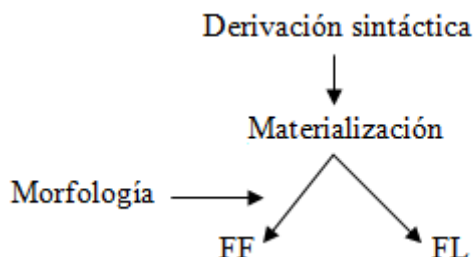 Derivación sintáctica
Materialización
Morfología
FF FL